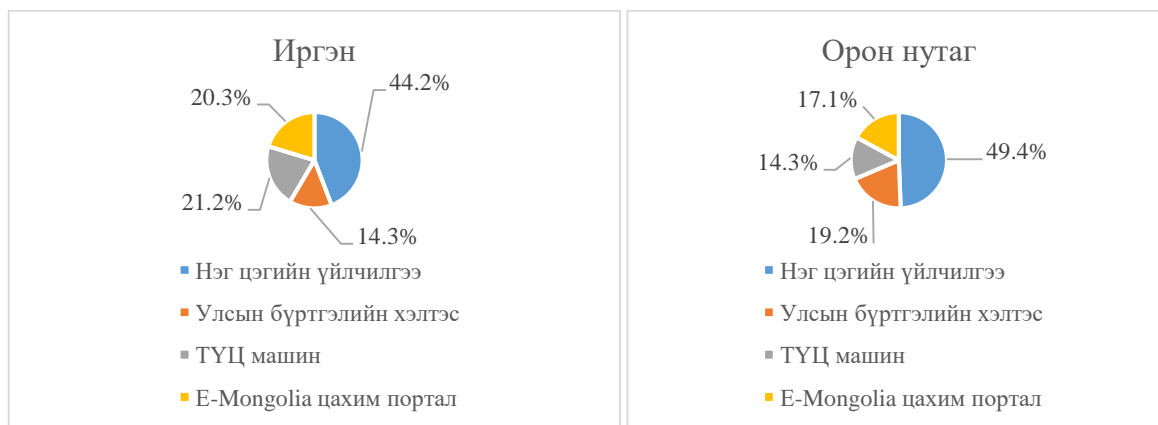 Иргэн
44.2%
20.3%
21.2%
14.3%
Нэг цэгийн үйлчилгээ
Улсын бүртгэлийн хэлтэс
ТҮЦ машин
E-Mongolia цахим портал
Орон нутаг
17.1%
14.3%
49.4%
19.2%
Нэг цэгийн үйлчилгээ
Улсын бүртгэлийн хэлтэс
ТҮЦ машин
E-Mongolia цахим портал